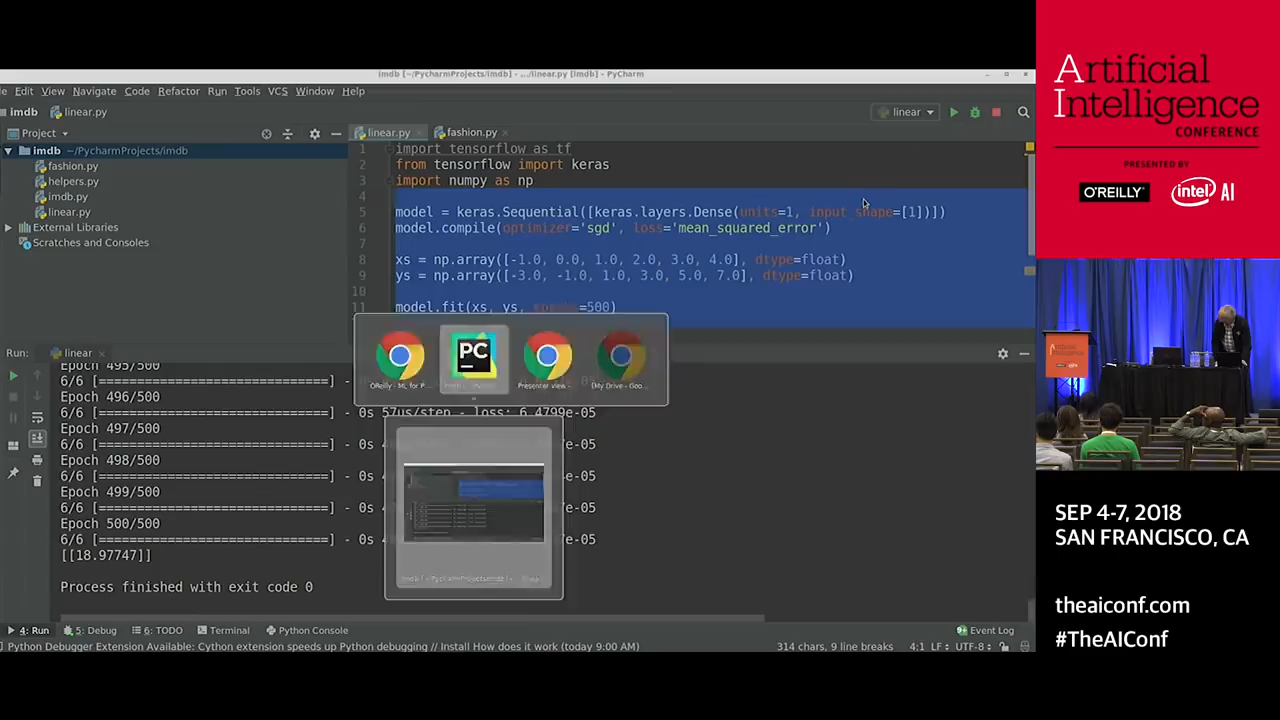 imdb [~/PycharmProjects/imdb] - .../linear.py [imdb] - PyCharm
Edit View Navigate Code Refactor Run Tools VCS Window Help
imdb linear.py
linear
Project
linear.py fashion.py
imdb ~/PycharmProjects/imdb
fashion.py
helpers.py
imdb.py
linear.py
External Libraries
Scratches and Consoles
1 import tensorflow as tf
2 from tensorflow import keras
3 import numpy as np
4
5 model = keras.Sequential([keras.layers.Dense(units=1, input_shape=[1])])
6 model.compile(optimizer='sgd', loss='mean_squared_error')
7
8 xs = np.array([-1.0, 0.0, 1.0, 2.0, 3.0, 4.0], dtype=float)
9 ys = np.array([-3.0, -1.0, 1.0, 3.0, 5.0, 7.0], dtype=float)
10
11 model.fit(xs, ys, epochs=500)
PC
OReilly - ML for P...
Presenter view...
(My Drive - Goo...
Run: linear
Epoch 495/500
6/6 [==============================] -
Epoch 496/500
6/6 [==============================] - 0s 57us/step - loss: 6.4799e-05
Epoch 497/500
6/6 [==============================] - 0s e-05
Epoch 498/500
6/6 [==============================] - 0s e-05
Epoch 499/500
6/6 [==============================] - 0s e-05
Epoch 500/500
6/6 [==============================] - 0s e-05
[[18.97747]]
Process finished with exit code 0
4: Run 5: Debug 6: TODO Terminal Python Console Event Log
Python Debugger Extension Available: Cython extension speeds up Python debugging // Install How does it work (today 9:00 AM) 314 chars, 9 line breaks 4:1 LF UTF-8
Artificial
Intelligence
CONFERENCE
PRESENTED BY
O'REILLY intel AI
SEP 4-7, 2018
SAN FRANCISCO, CA
theaiconf.com
#TheAIConf